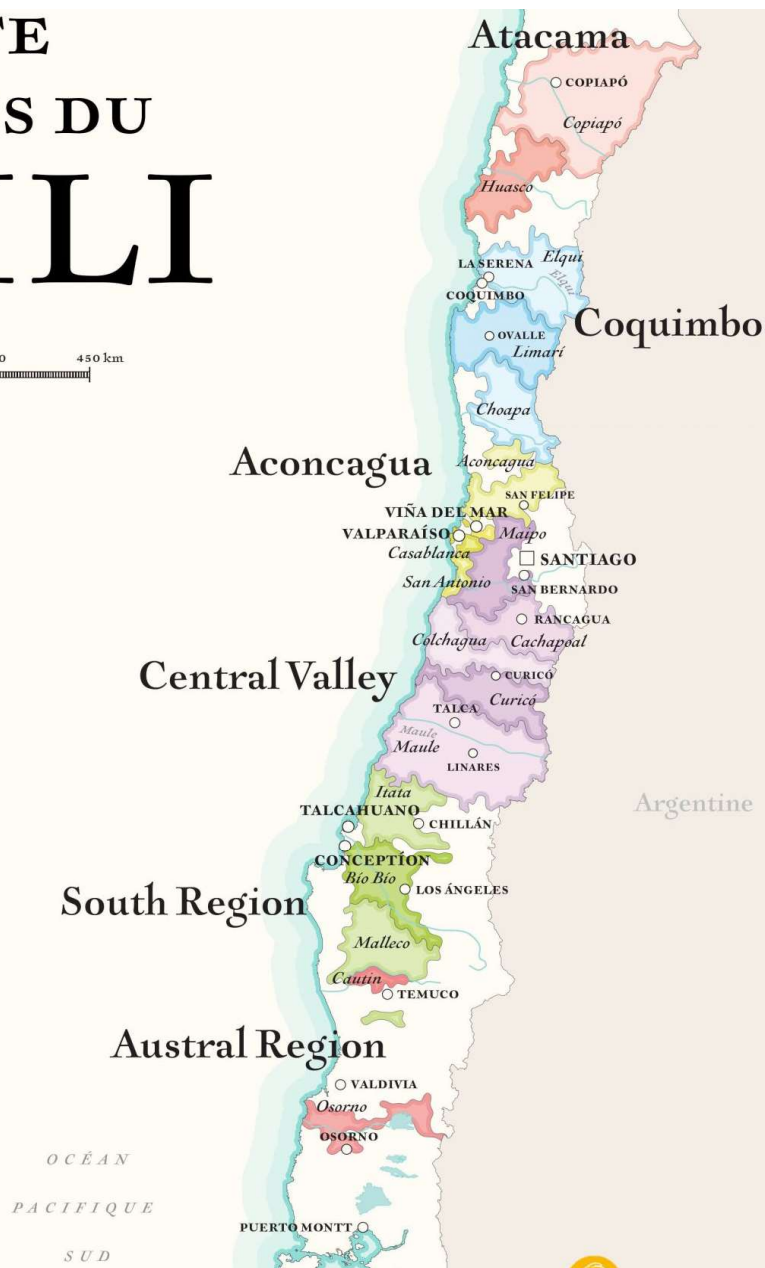 TE
S DU
ILI
0 450 km
Atacama
COPIAPÓ
Copiapó
Huasco
Elqui
LA SERENA
Elqui
COQUIMBO
Coquimbo
OVALLE
Limarí
Choapa
Aconcagua
Aconcagua
SAN FELIPE
VIÑA DEL MAR
VALPARAÍSO
Maipo
Casablanca
SANTIAGO
San Antonio
SAN BERNARDO
RANCAGUA
Colchagua
Cachapoal
Central Valley
CURICÓ
Curicó
TALCA
Maule
Maule
LINARES
Itata
Argentine
TALCAHUANO
CHILLÁN
CONCEPTÍON
Bío Bío
LOS ÁNGELES
South Region
Malleco
Cautín
TEMUCO
Austral Region
VALDIVIA
Osorno
OSORNO
OCÉAN
PACIFIQUE
SUD
PUERTO MONTT